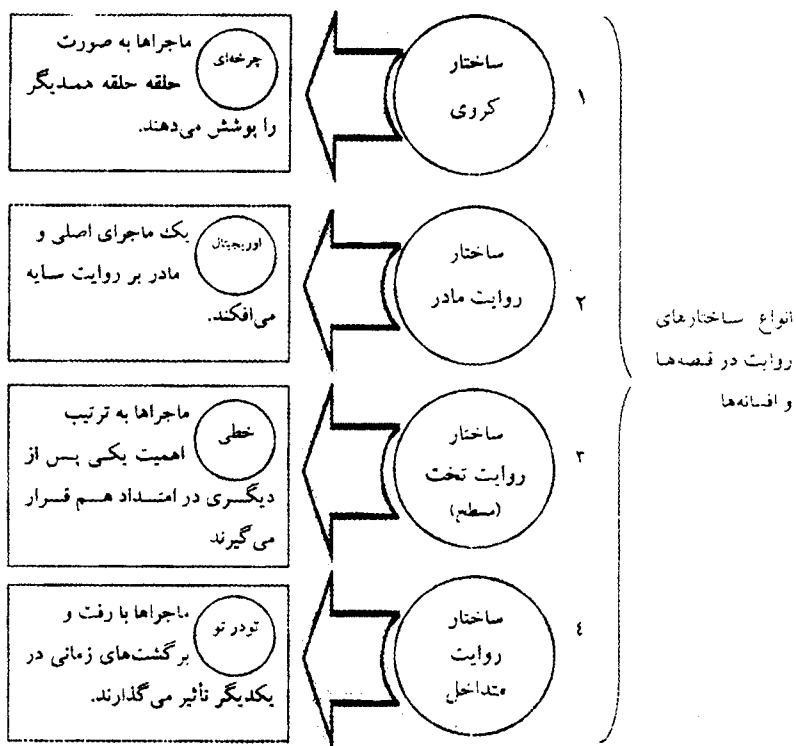 انواع ساختارهای
روایت در قصه‌ها
و افسانه‌ها
۱
ساختار
کروی
چرخه‌ای
ماجراها به صورت
حلقه حلقه همدیگر
را پوشش می‌دهند.
۲
ساختار
روایت مادر
اوریجینال
یک ماجرای اصلی و
مادر بر روایت سایه
می‌افکند.
۳
ساختار
روایت تخت
(مسطح)
خطی
ماجراها به ترتیب
اهمیت یکی پس از
دیگری در امتداد هم قرار
می‌گیرند
٤
ساختار
روایت
متداخل
تودر تو
ماجراها با رفت و
برگشت‌های زمانی در
یکدیگر تأثیر می‌گذارند.